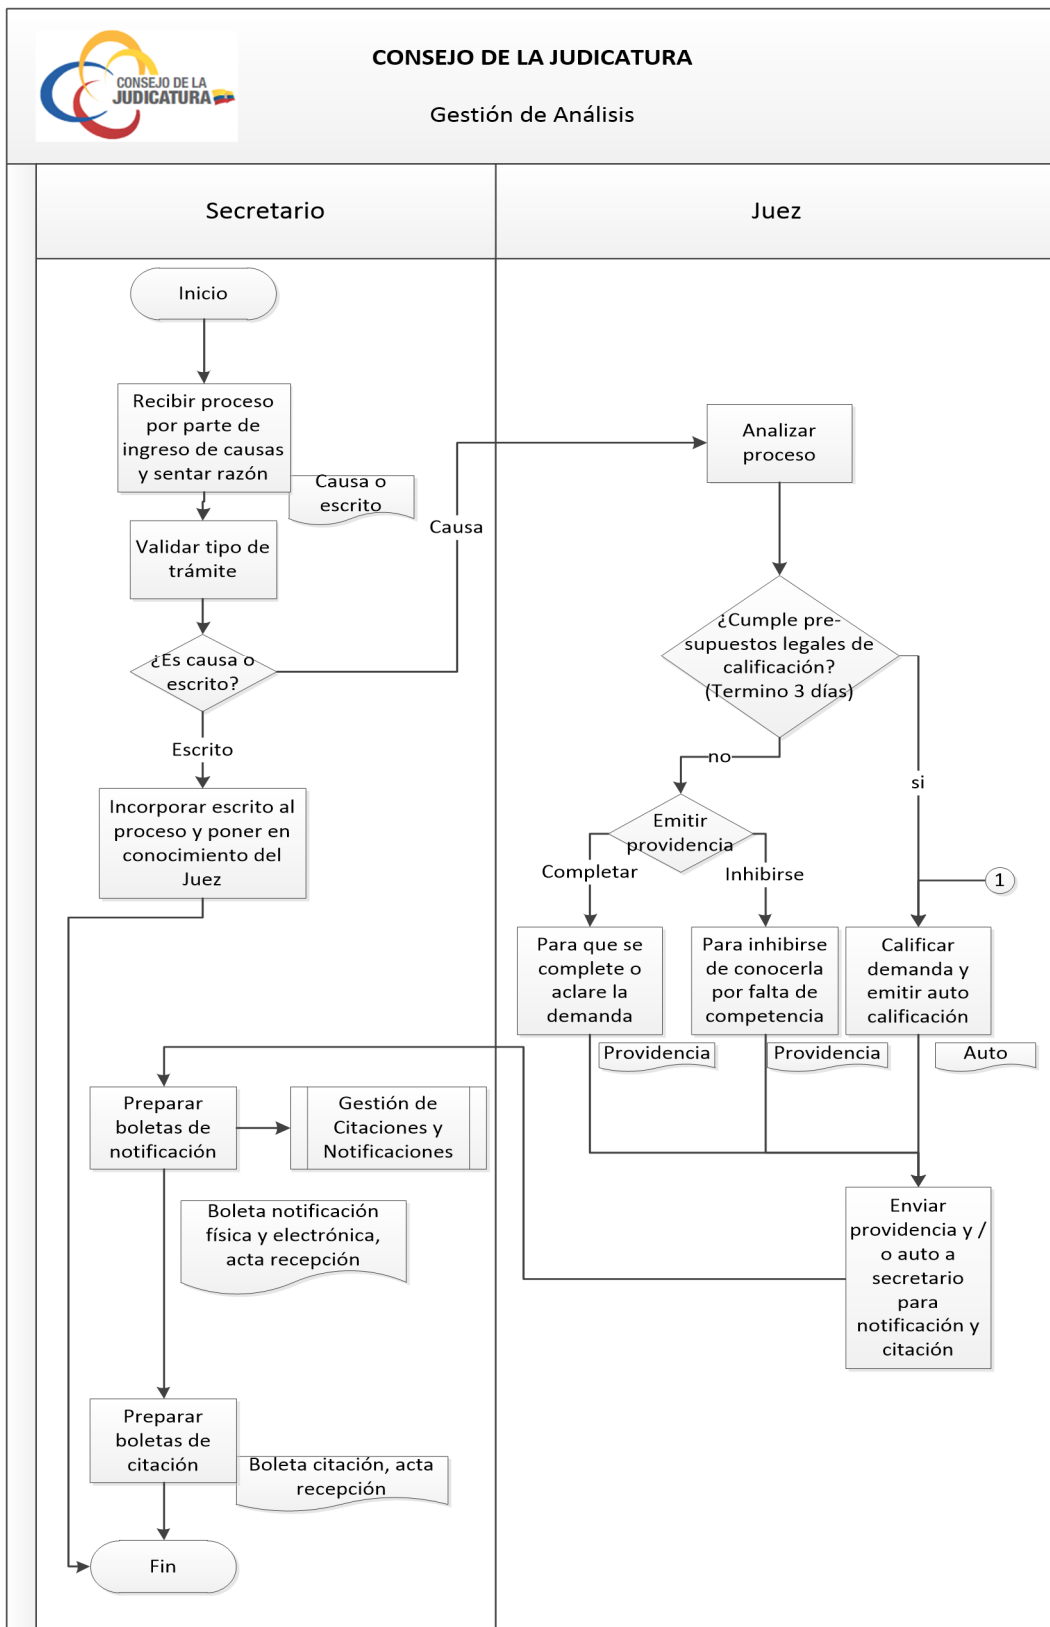 CONSEJO DE LA
JUDICATURA
CONSEJO DE LA JUDICATURA
Gestión de Análisis
Secretario
Juez
Inicio
Recibir proceso
por parte de
ingreso de causas
y sentar razón
Causa o
escrito
Validar tipo de
trámite
¿Es causa o
escrito?
Causa
Escrito
Incorporar escrito al
proceso y poner en
conocimiento del
Juez
Analizar
proceso
¿Cumple pre-
supuestos legales de
calificación?
(Termino 3 días)
no
si
Emitir
providencia
Completar
Inhibirse
1
Para que se
complete o
aclare la
demanda
Providencia
Para inhibirse
de conocerla
por falta de
competencia
Providencia
Calificar
demanda y
emitir auto
calificación
Auto
Enviar
providencia y /
o auto a
secretario
para
notificación y
citación
Preparar
boletas de
notificación
Gestión de
Citaciones y
Notificaciones
Boleta notificación
física y electrónica,
acta recepción
Preparar
boletas de
citación
Boleta citación, acta
recepción
Fin